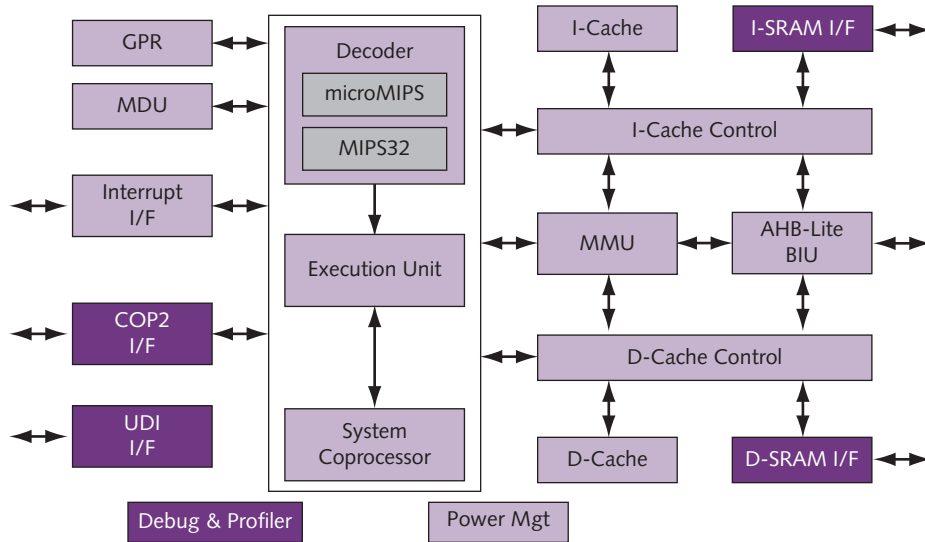 GPR
MDU
Interrupt
I/F
COP2
I/F
UDI
I/F
Decoder
microMIPS
MIPS32
Execution Unit
System
Coprocessor
I-Cache
I-SRAM I/F
I-Cache Control
MMU
AHB-Lite
BIU
D-Cache Control
D-Cache
D-SRAM I/F
Debug & Profiler
Power Mgt